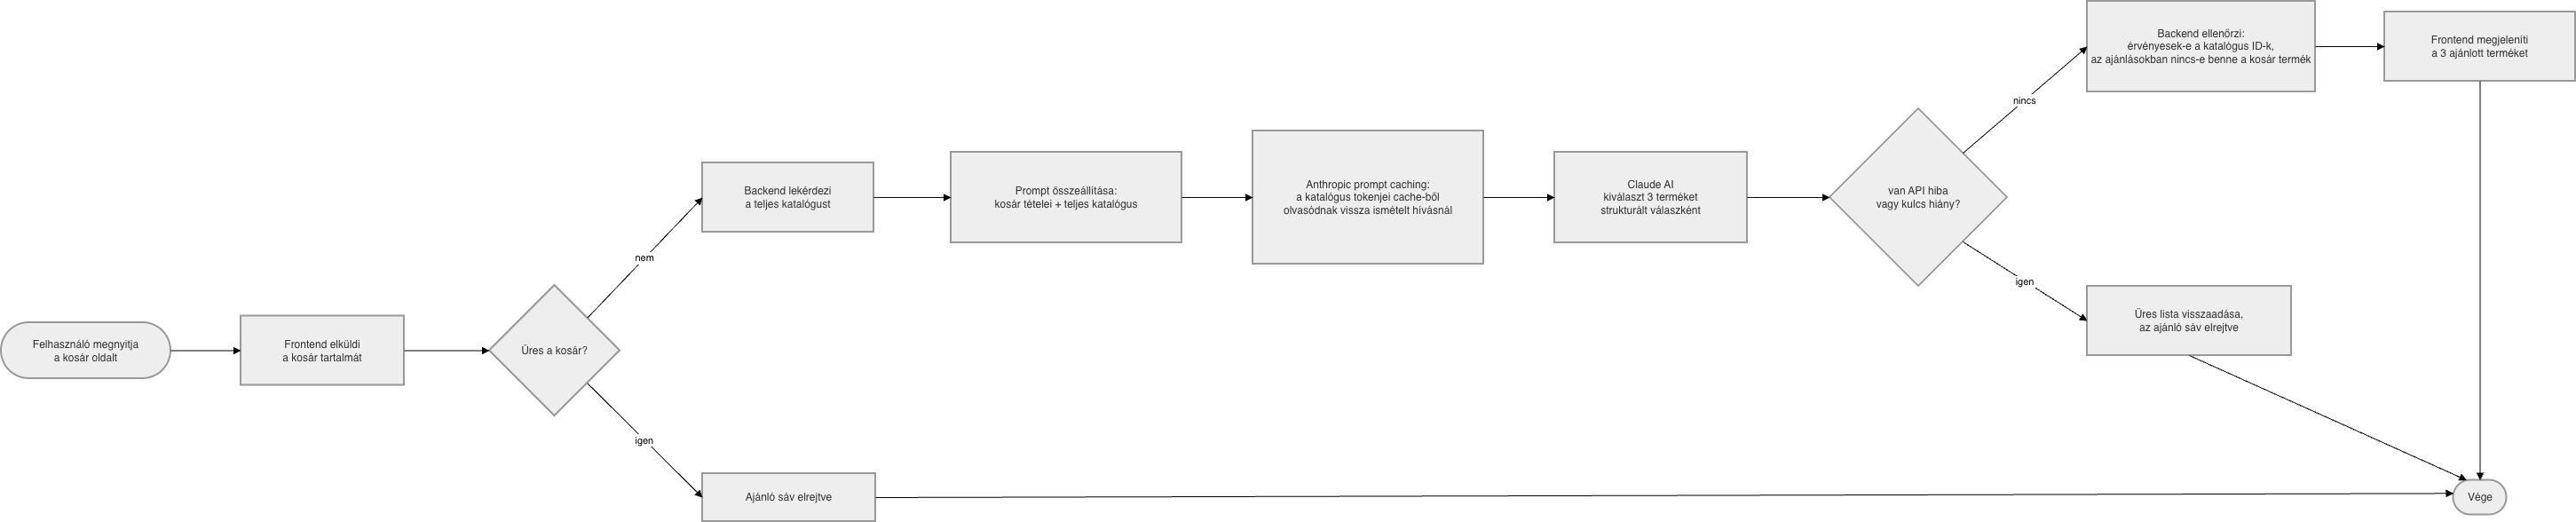 Felhasználó megnyitja
a kosár oldalt
Frontend elküldi
a kosár tartalmát
Üres a kosár?
nem
igen
Backend lekérdezi
a teljes katalógust
Prompt összeállítása:
kosár tételei + teljes katalógus
Anthropic prompt caching:
a katalógus tokenjei cache-ből
olvasódnak vissza ismételt hívásnál
Claude AI
kiválaszt 3 terméket
strukturált válaszként
van API hiba
vagy kulcs hiány?
nincs
igen
Backend ellenőrzi:
érvényesek-e a katalógus ID-k,
az ajánlásokban nincs-e benne a kosár termék
Frontend megjeleníti
a 3 ajánlott terméket
Üres lista visszaadása,
az ajánló sáv elrejtve
Ajánló sáv elrejtve
Vége